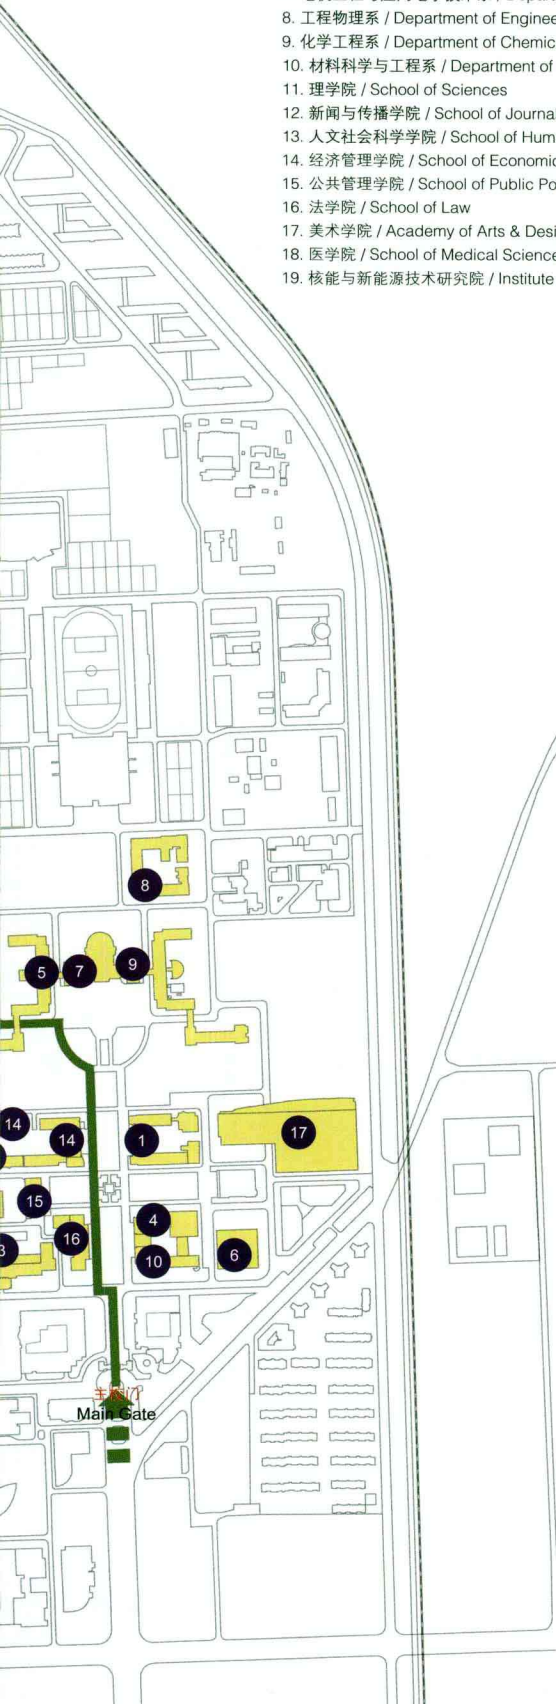 8. 工程物理系 / Department of Enginee
9. 化学工程系 / Department of Chemic
10. 材料科学与工程系 / Department of
11. 理学院 / School of Sciences
12. 新闻与传播学院 / School of Journa
13. 人文社会科学学院 / School of Hum
14. 经济管理学院 / School of Economic
15. 公共管理学院 / School of Public Po
16. 法学院 / School of Law
17. 美术学院 / Academy of Arts & Desi
18. 医学院 / School of Medical Science
19. 核能与新能源技术研究院 / Institute
8
5 7 9
14 14 1 17
15
4
3 16 10 6
主校门
Main Gate